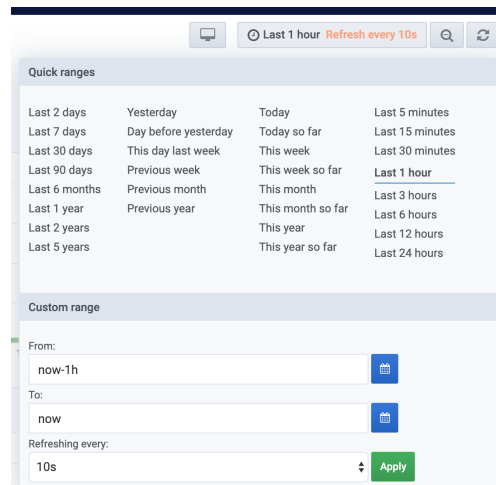 Last 1 hour Refresh every 10s
Quick ranges
Last 2 days
Last 7 days
Last 30 days
Last 90 days
Last 6 months
Last 1 year
Last 2 years
Last 5 years
Yesterday
Day before yesterday
This day last week
Previous week
Previous month
Previous year
Today
Today so far
This week
This week so far
This month
This month so far
This year
This year so far
Last 5 minutes
Last 15 minutes
Last 30 minutes
Last 1 hour
Last 3 hours
Last 6 hours
Last 12 hours
Last 24 hours
Custom range
From:
now-1h
To:
now
Refreshing every:
10s
Apply